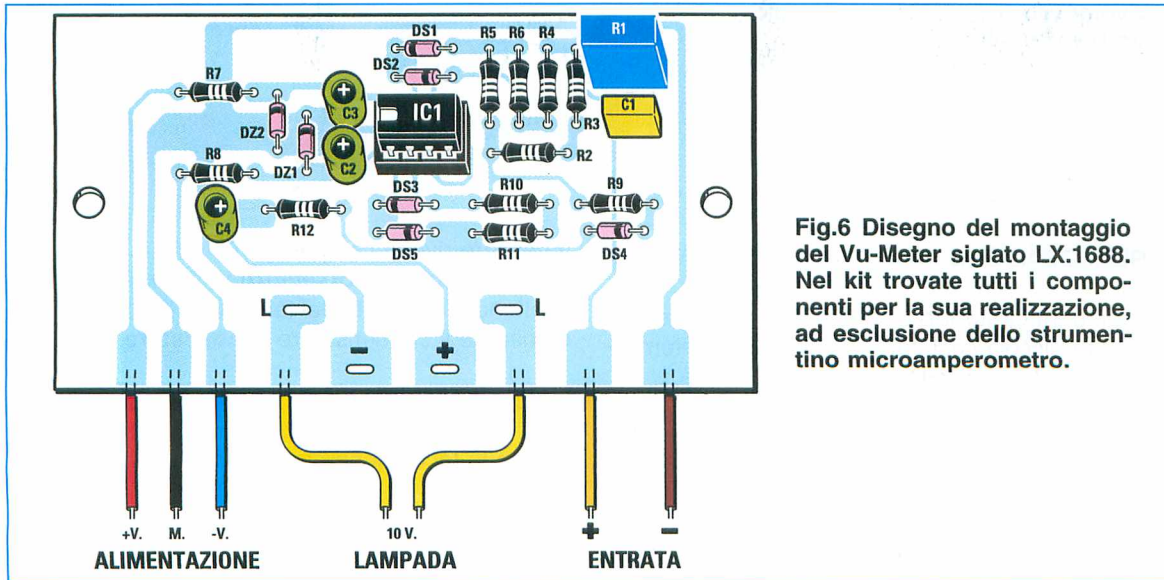 DS1
R5 R6 R4
R1
R7
DS2
C3
IC1
C1
DZ2
R3
R2
R8
DZ1
C2
DS3
R10
R9
C4
R12
DS5
R11
DS4
L
L
−
+
+V. M. -V.
10 V.
+ −
ALIMENTAZIONE LAMPADA ENTRATA
Fig.6 Disegno del montaggio
del Vu-Meter siglato LX.1688.
Nel kit trovate tutti i compo-
nenti per la sua realizzazione,
ad esclusione dello strumen-
tino microamperometro.